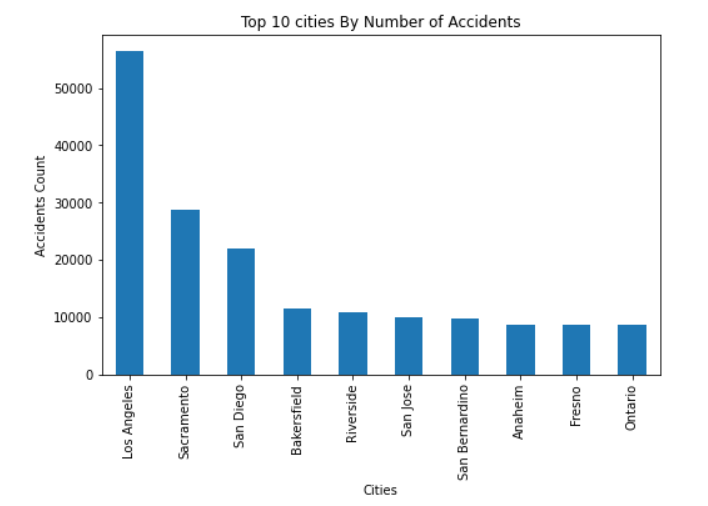 Top 10 cities By Number of Accidents
Accidents Count
50000
40000
30000
20000
10000
0
Los Angeles
Sacramento
San Diego
Bakersfield
Riverside
San Jose
San Bernardino
Anaheim
Fresno
Ontario
Cities